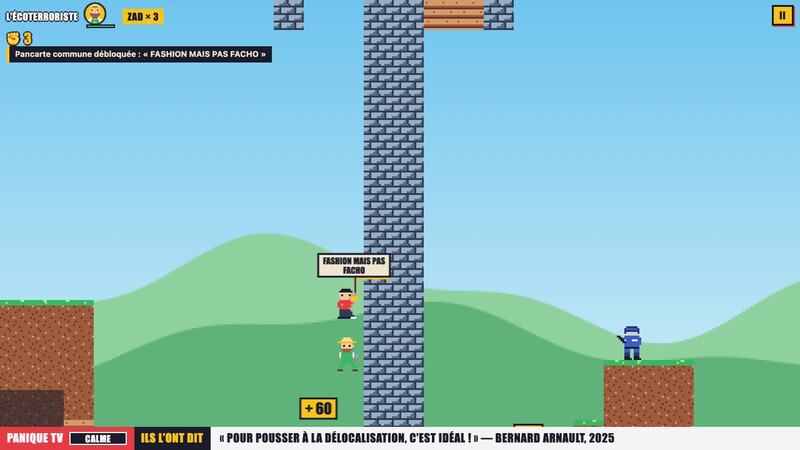 L'ÉCOTERRORISTE
ZAD × 3
3
Pancarte commune débloquée : « FASHION MAIS PAS FACHO »
FASHION MAIS PAS
FACHO
+ 60
PANIQUE TV CALME ILS L'ONT DIT « POUR POUSSER À LA DÉLOCALISATION, C'EST IDÉAL ! » — BERNARD ARNAULT, 2025